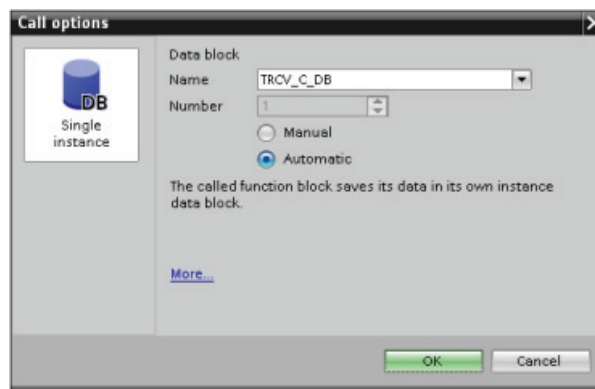 Call options
DB
Single
instance
Data block
Name
TRCV_C_DB
Number
1
Manual
Automatic
The called function block saves its data in its own instance
data block.
More...
OK
Cancel